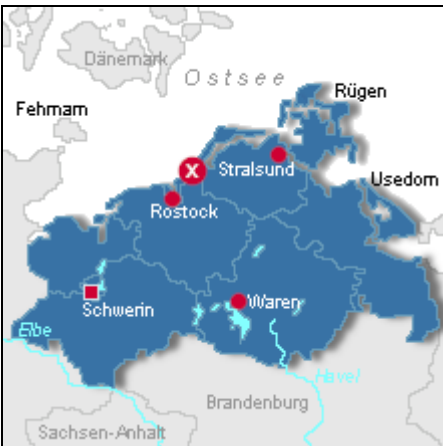 Dänemark
Ostsee
Rügen
Fehmarn
X
Stralsund
Usedom
Rostock
Schwerin
Waren
Elbe
Havel
Brandenburg
Sachsen-Anhalt